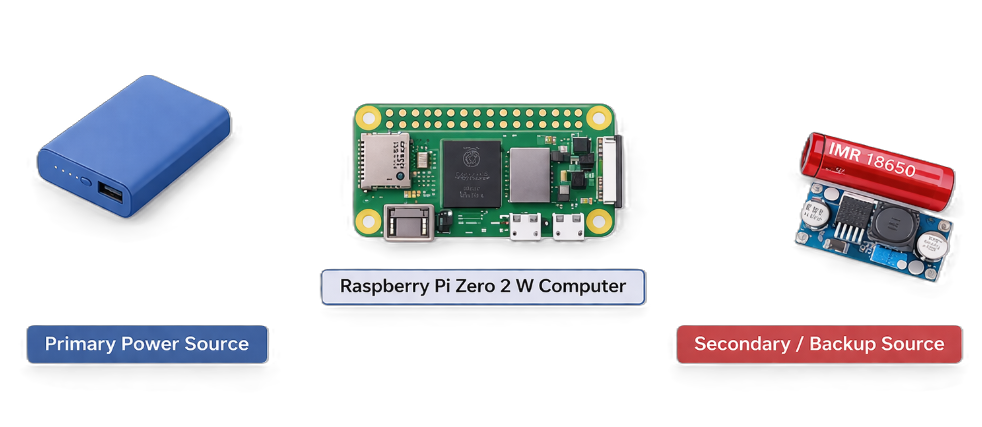 IMR 18650
Raspberry Pi Zero 2 W Computer
Primary Power Source
Secondary / Backup Source